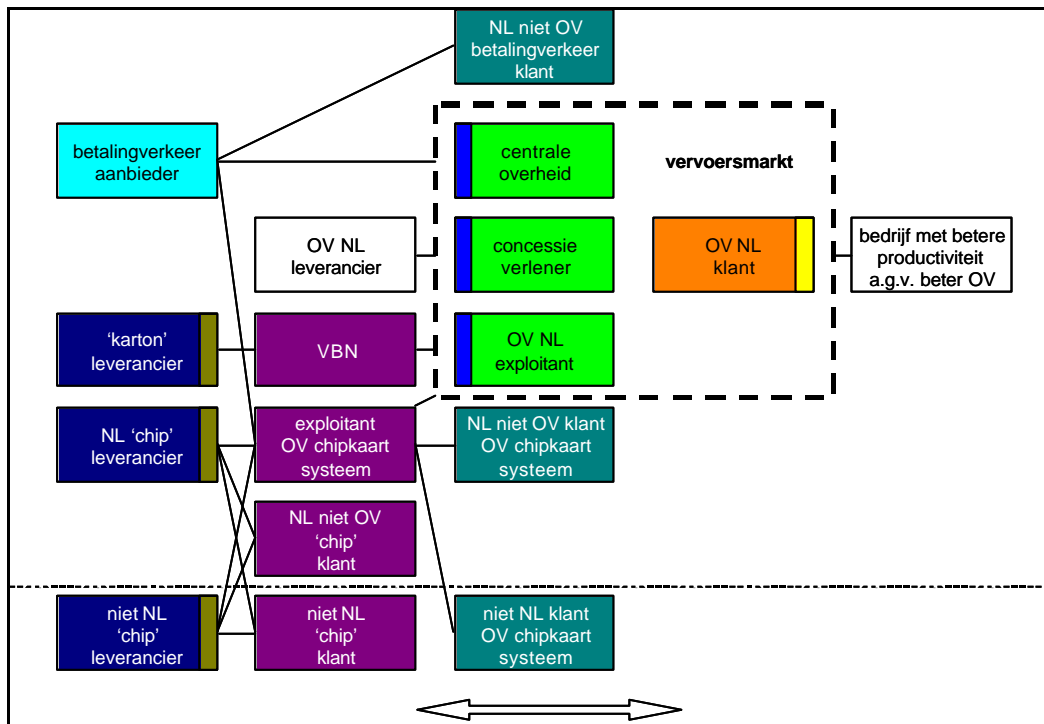 NL niet OV
betalingverkeer
klant
betalingverkeer
aanbieder
centrale
overheid
vervoersmarkt
OV NL
leverancier
concessie
verlener
OV NL
klant
bedrijf met betere
productiviteit
a.g.v. beter OV
‘karton’
leverancier
VBN
OV NL
exploitant
NL ‘chip’
leverancier
exploitant
OV chipkaart
systeem
NL niet OV klant
OV chipkaart
systeem
NL niet OV
‘chip’
klant
niet NL
‘chip’
leverancier
niet NL
‘chip’
klant
niet NL klant
OV chipkaart
systeem